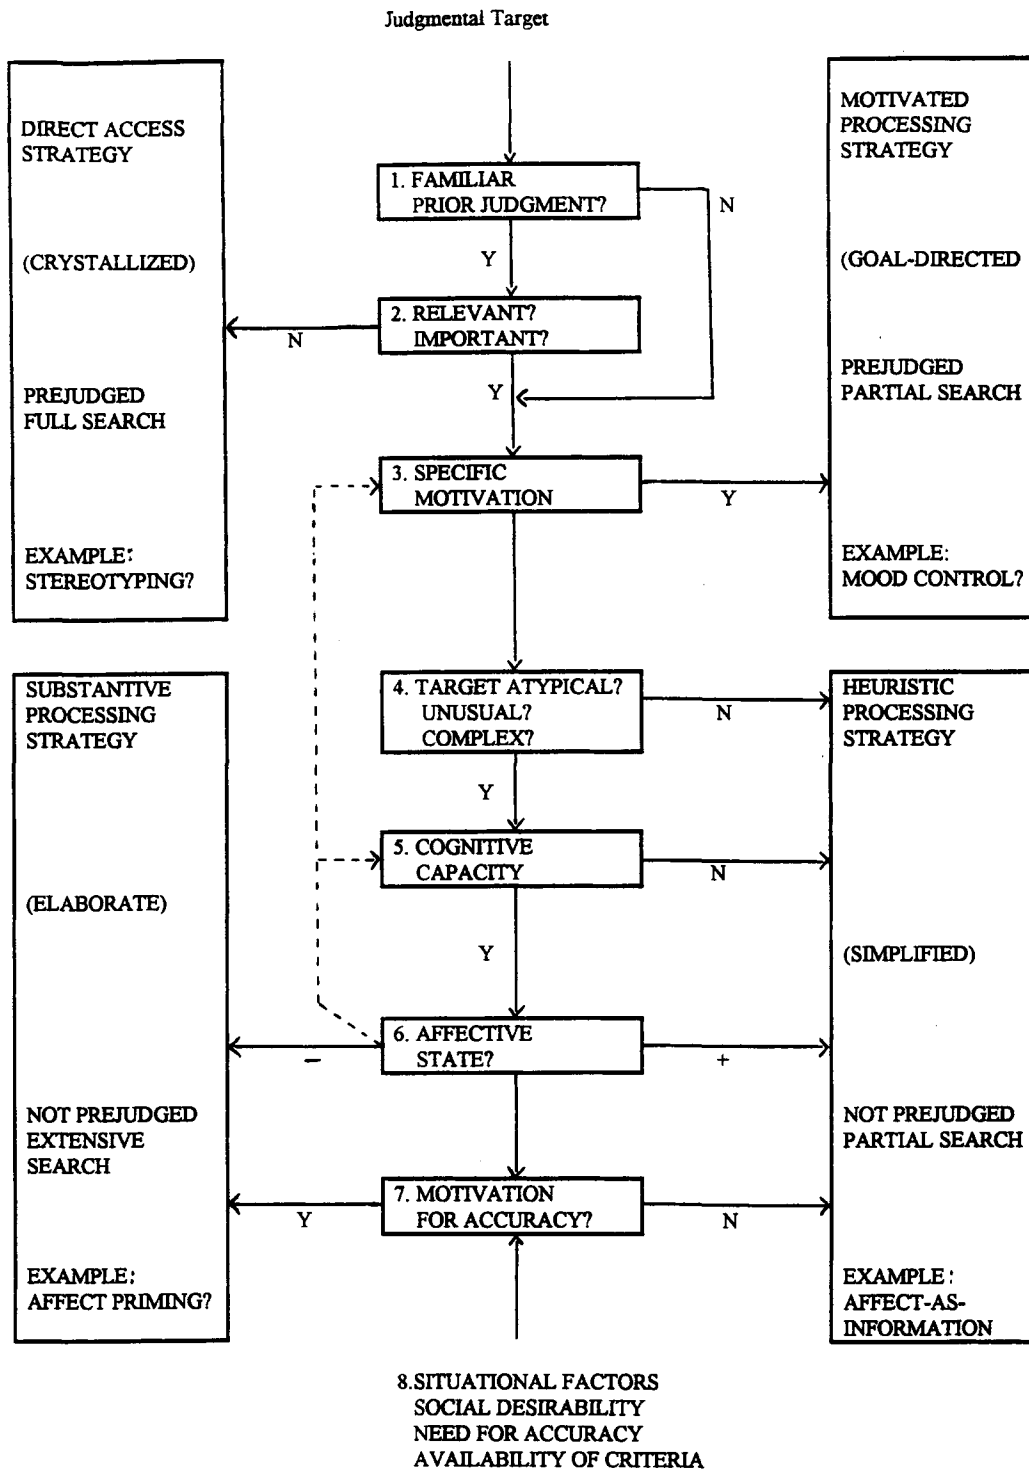 Judgmental Target
DIRECT ACCESS
STRATEGY
(CRYSTALLIZED)
PREJUDGED
FULL SEARCH
EXAMPLE:
STEREOTYPING?
1. FAMILIAR
PRIOR JUDGMENT?
N
Y
2. RELEVANT?
IMPORTANT?
N
Y
3. SPECIFIC
MOTIVATION
Y
MOTIVATED
PROCESSING
STRATEGY
(GOAL-DIRECTED
PREJUDGED
PARTIAL SEARCH
EXAMPLE:
MOOD CONTROL?
SUBSTANTIVE
PROCESSING
STRATEGY
(ELABORATE)
NOT PREJUDGED
EXTENSIVE
SEARCH
EXAMPLE:
AFFECT PRIMING?
4. TARGET ATYPICAL?
UNUSUAL?
COMPLEX?
N
Y
5. COGNITIVE
CAPACITY
N
Y
6. AFFECTIVE
STATE?
−
+
7. MOTIVATION
FOR ACCURACY?
Y
N
HEURISTIC
PROCESSING
STRATEGY
(SIMPLIFIED)
NOT PREJUDGED
PARTIAL SEARCH
EXAMPLE:
AFFECT-AS-
INFORMATION
8.SITUATIONAL FACTORS
SOCIAL DESIRABILITY
NEED FOR ACCURACY
AVAILABILITY OF CRITERIA